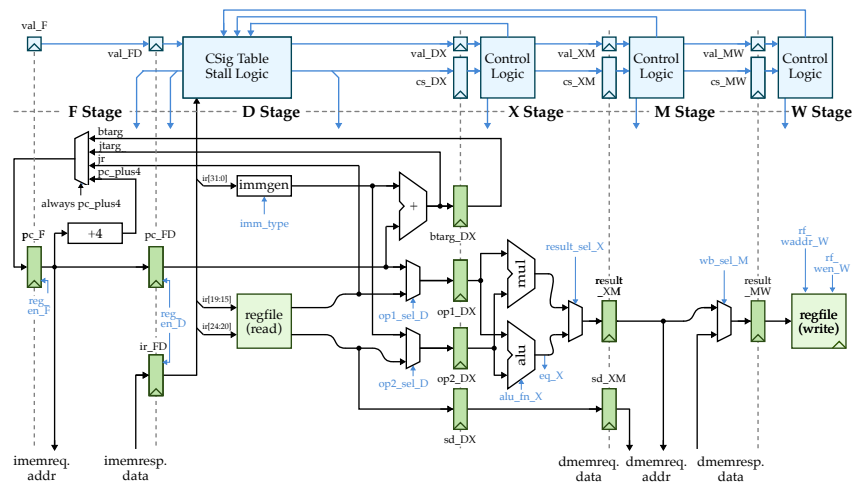 val_F
val_FD
CSig Table
Stall Logic
val_DX
cs_DX
Control
Logic
val_XM
cs_XM
Control
Logic
val_MW
cs_MW
Control
Logic
F Stage
D Stage
X Stage
M Stage
W Stage
btarg
jtarg
jr
pc_plus4
always pc_plus4
ir[31:0]
immgen
imm_type
+
btarg_DX
pc_F
+4
pc_FD
reg_
en_F
reg_
en_D
ir_FD
ir[19:15]
ir[24:20]
regfile
(read)
op1_sel_D
op1_DX
op2_sel_D
op2_DX
mul
alu
alu_fn_X
eq_X
result_sel_X
result
_XM
wb_sel_M
result
_MW
rf_
waddr_W
rf_
wen_W
regfile
(write)
sd_DX
sd_XM
imemreq.
addr
imemresp.
data
dmemreq.
data
dmemreq.
addr
dmemresp.
data